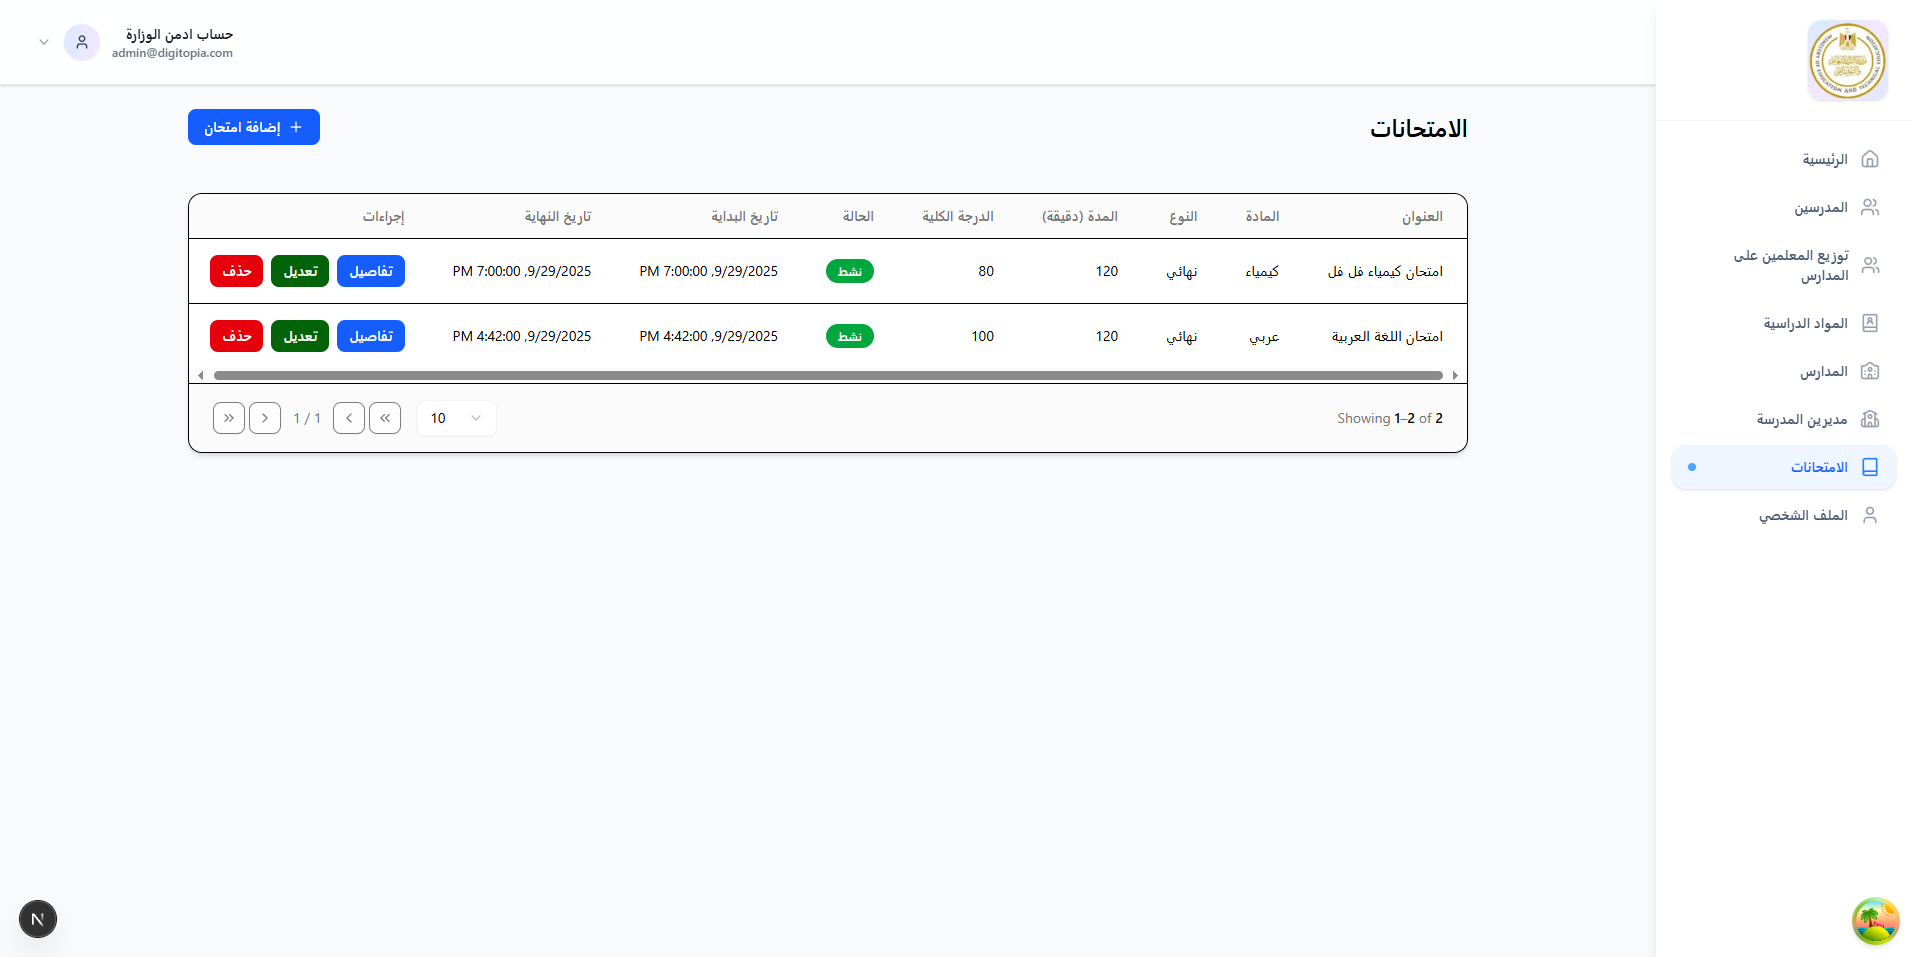 حساب ادمن الوزارة
admin@digitopia.com
الرئيسية
المدرسين
توزيع المعلمين على
المدارس
المواد الدراسية
المدارس
مديرين المدرسة
الامتحانات
الملف الشخصي
الامتحانات
إضافة امتحان
العنوان المادة النوع المدة (دقيقة) الدرجة الكلية الحالة تاريخ البداية تاريخ النهاية إجراءات
امتحان كيمياء فل فل كيمياء نهائي 120 80 نشط 9/29/2025, 7:00:00 PM 9/29/2025, 7:00:00 PM تفاصيل تعديل حذف
امتحان اللغة العربية عربي نهائي 120 100 نشط 9/29/2025, 4:42:00 PM 9/29/2025, 4:42:00 PM تفاصيل تعديل حذف
Showing 1–2 of 2
10
1 / 1
N